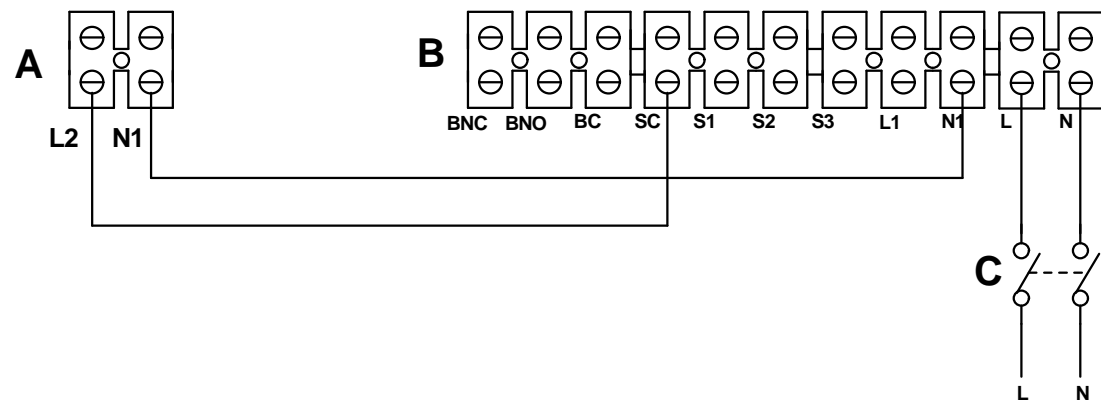 A
B
L2 N1
BNC BNO BC SC S1 S2 S3 L1 N1 L N
C
L N